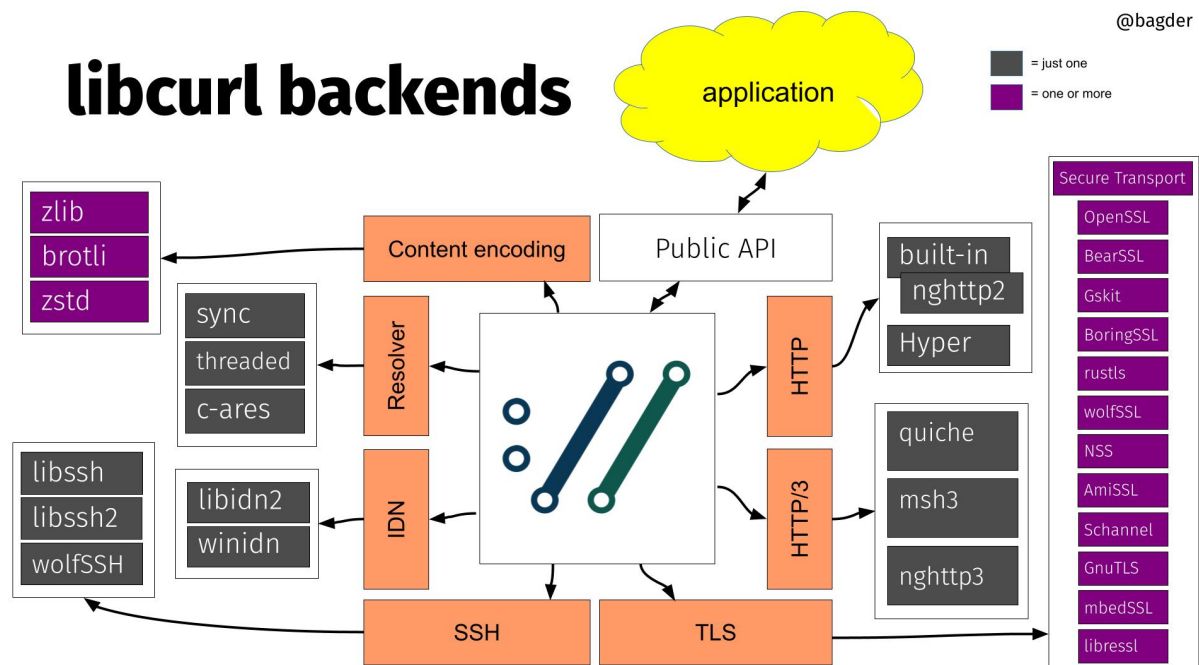 @bagder
libcurl backends
application
= just one
= one or more
Secure Transport
OpenSSL
BearSSL
Gskit
BoringSSL
rustls
wolfSSL
NSS
AmiSSL
Schannel
GnuTLS
mbedSSL
libressl
zlib
brotli
zstd
Content encoding
Public API
built-in
nghttp2
Hyper
sync
threaded
c-ares
Resolver
HTTP
quiche
msh3
nghttp3
libssh
libssh2
wolfSSH
libidn2
winidn
IDN
HTTP/3
SSH
TLS